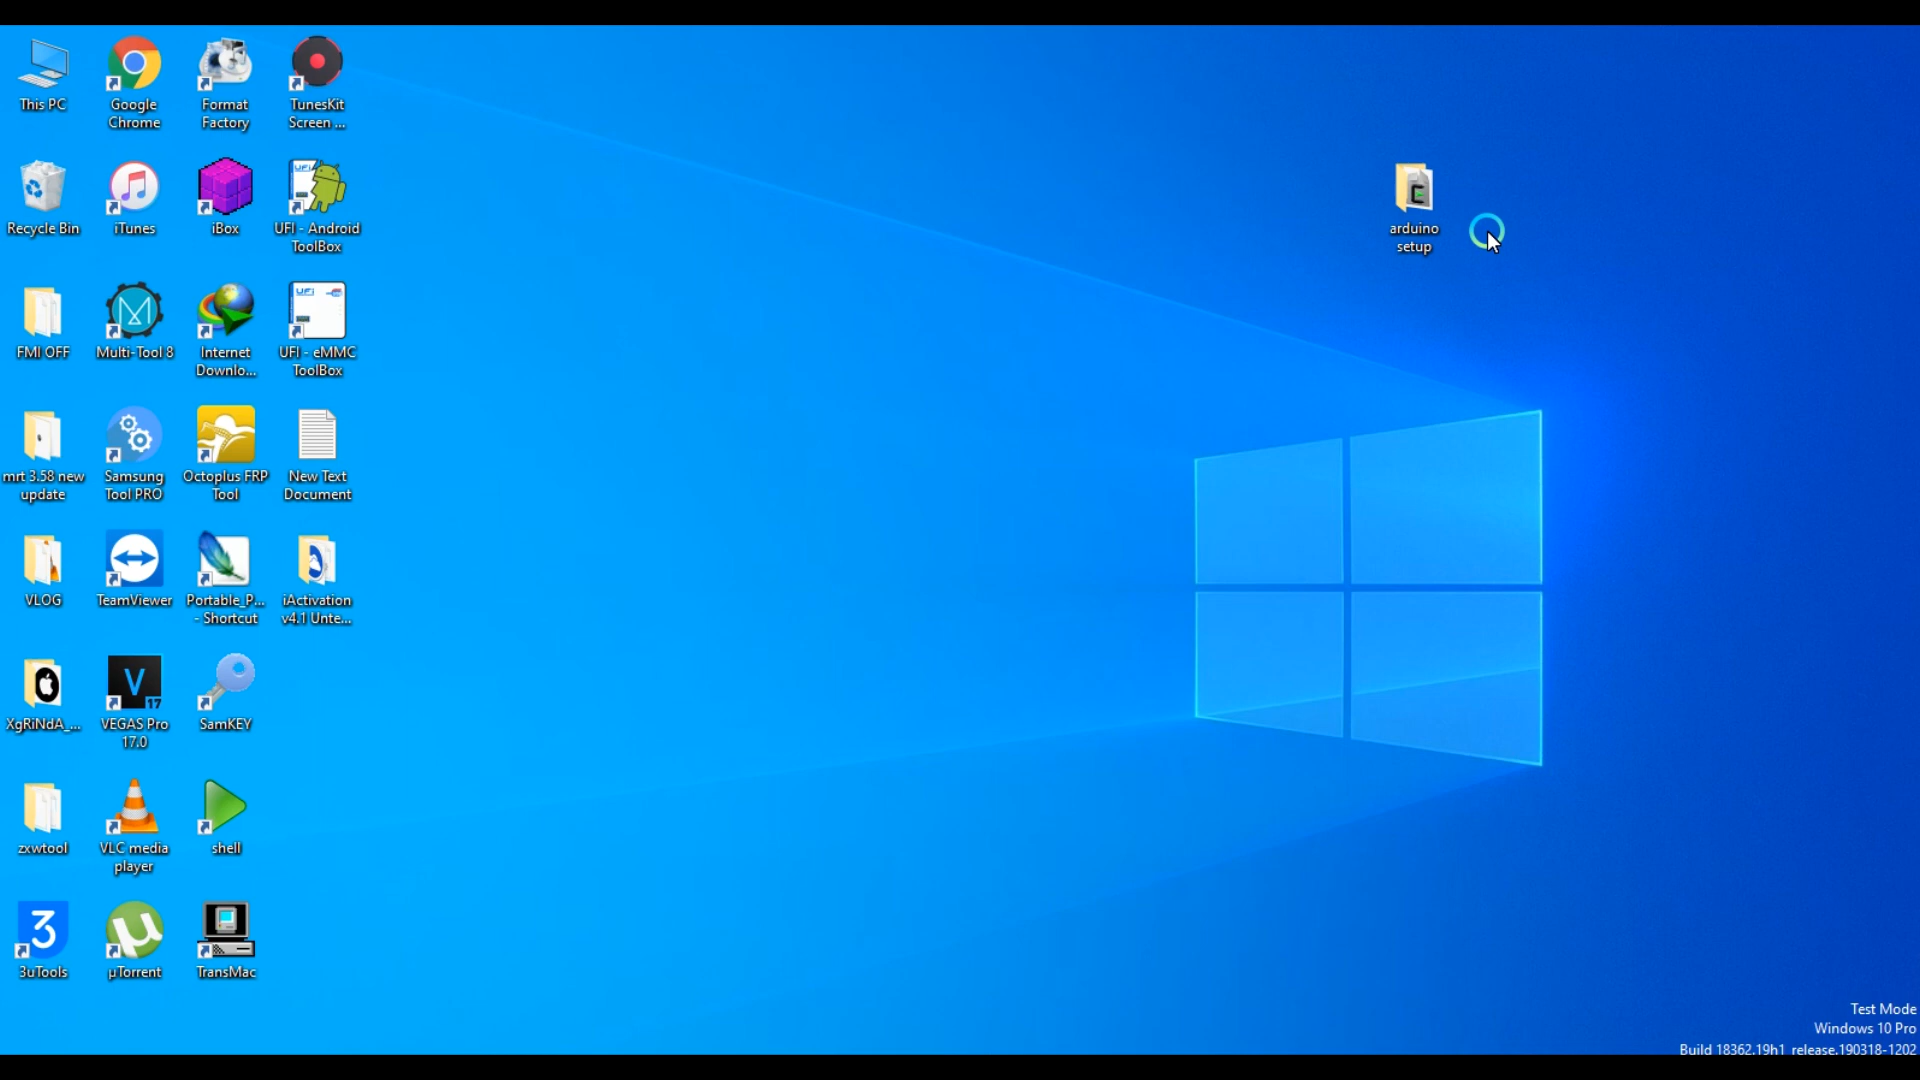 This PC
Google
Chrome
Format
Factory
TunesKit
Screen ...
Recycle Bin
iTunes
iBox
UFI - Android
ToolBox
FMI OFF
Multi-Tool 8
Internet
Downlo...
UFI - eMMC
ToolBox
mrt 3.58 new
update
Samsung
Tool PRO
Octoplus FRP
Tool
New Text
Document
VLOG
TeamViewer
Portable_P...
- Shortcut
iActivation
v4.1 Unte...
XgRiNdA_...
VEGAS Pro
17.0
SamKEY
zxwtool
VLC media
player
shell
3uTools
µTorrent
TransMac
arduino
setup
Test Mode
Windows 10 Pro
Build 18362.19h1_release.190318-1202